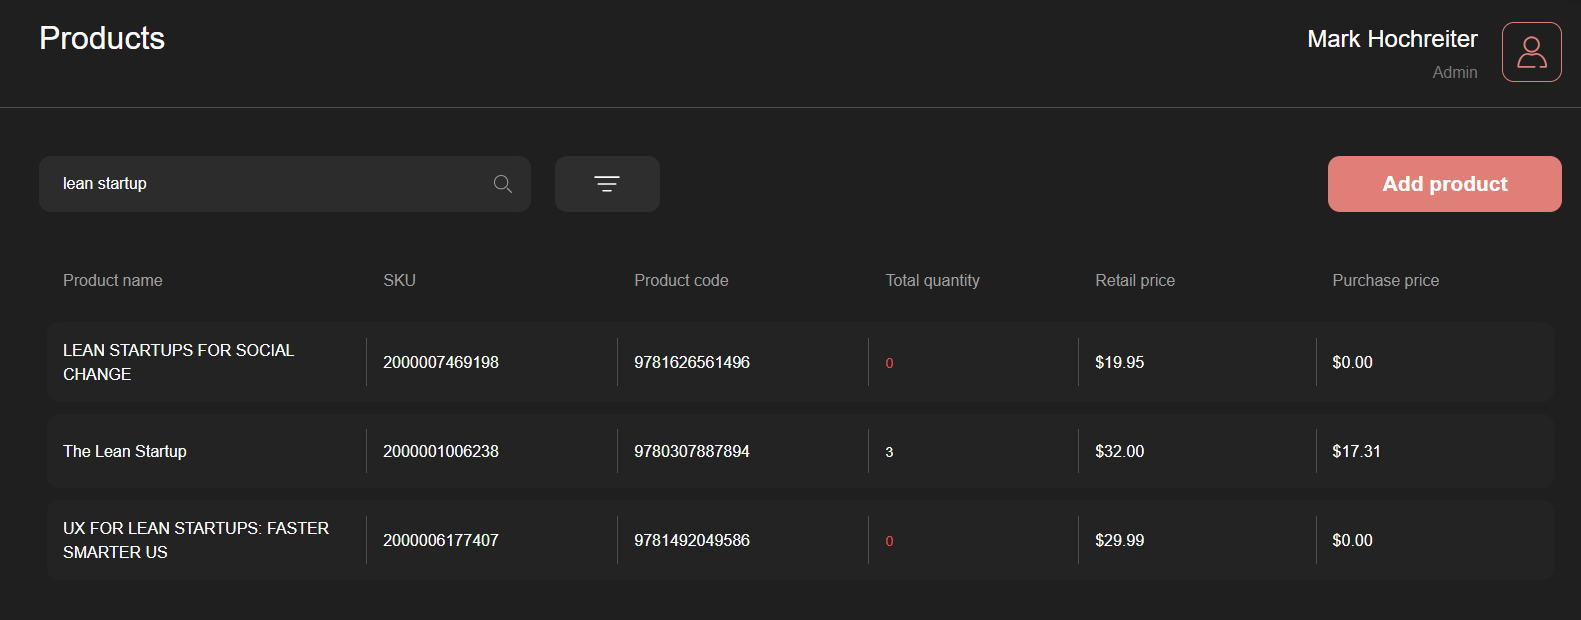 Products
Mark Hochreiter
Admin
lean startup
Add product
Product name SKU Product code Total quantity Retail price Purchase price
LEAN STARTUPS FOR SOCIAL
CHANGE
2000007469198 9781626561496 0 $19.95 $0.00
The Lean Startup 2000001006238 9780307887894 3 $32.00 $17.31
UX FOR LEAN STARTUPS: FASTER
SMARTER US
2000006177407 9781492049586 0 $29.99 $0.00